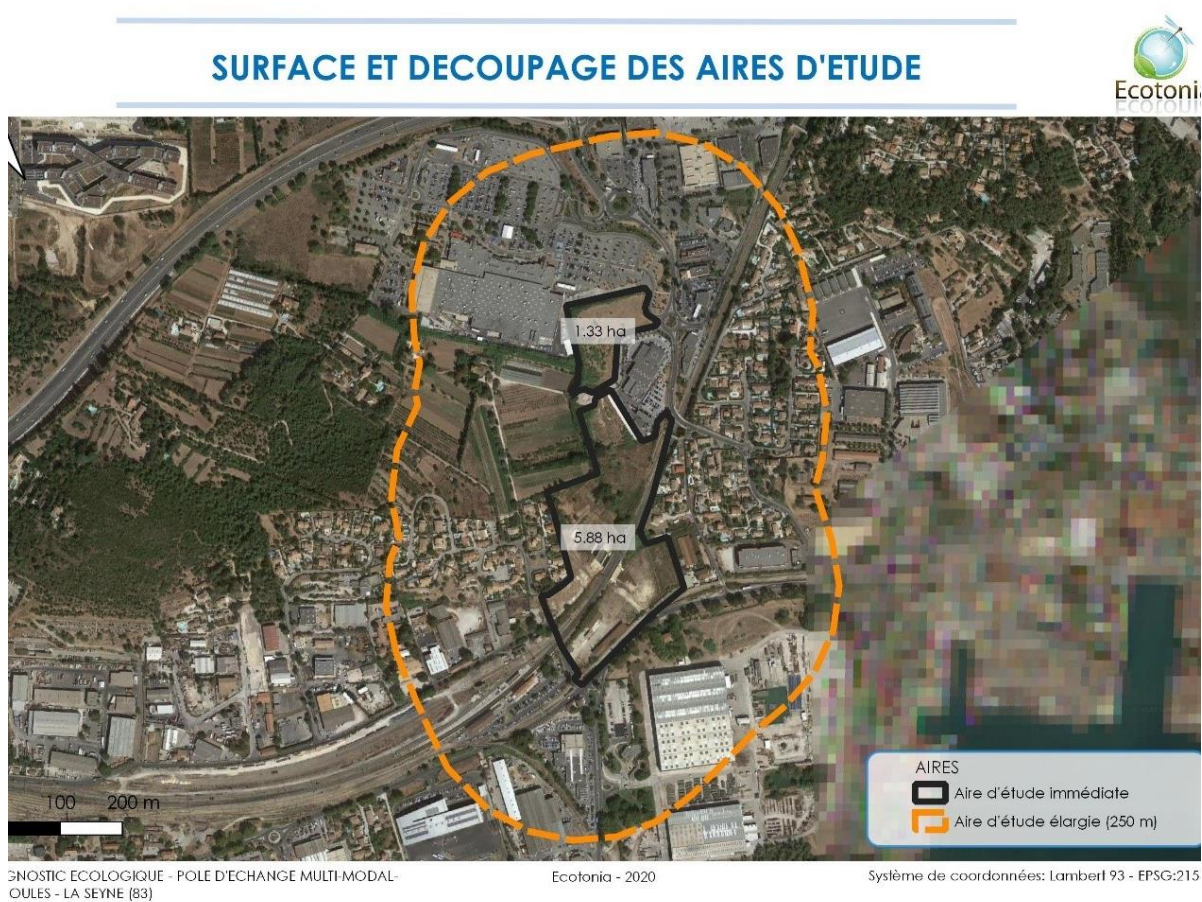 SURFACE ET DECOUPAGE DES AIRES D'ETUDE
Ecotonia
1.33 ha
5.88 ha
100 200 m
AIRES
Aire d'étude immédiate
Aire d'étude élargie (250 m)
GNOSTIC ECOLOGIQUE - POLE D'ECHANGE MULTI-MODAL-
OULES - LA SEYNE (83)
Ecotonia - 2020
Système de coordonnées: Lambert 93 - EPSG:215